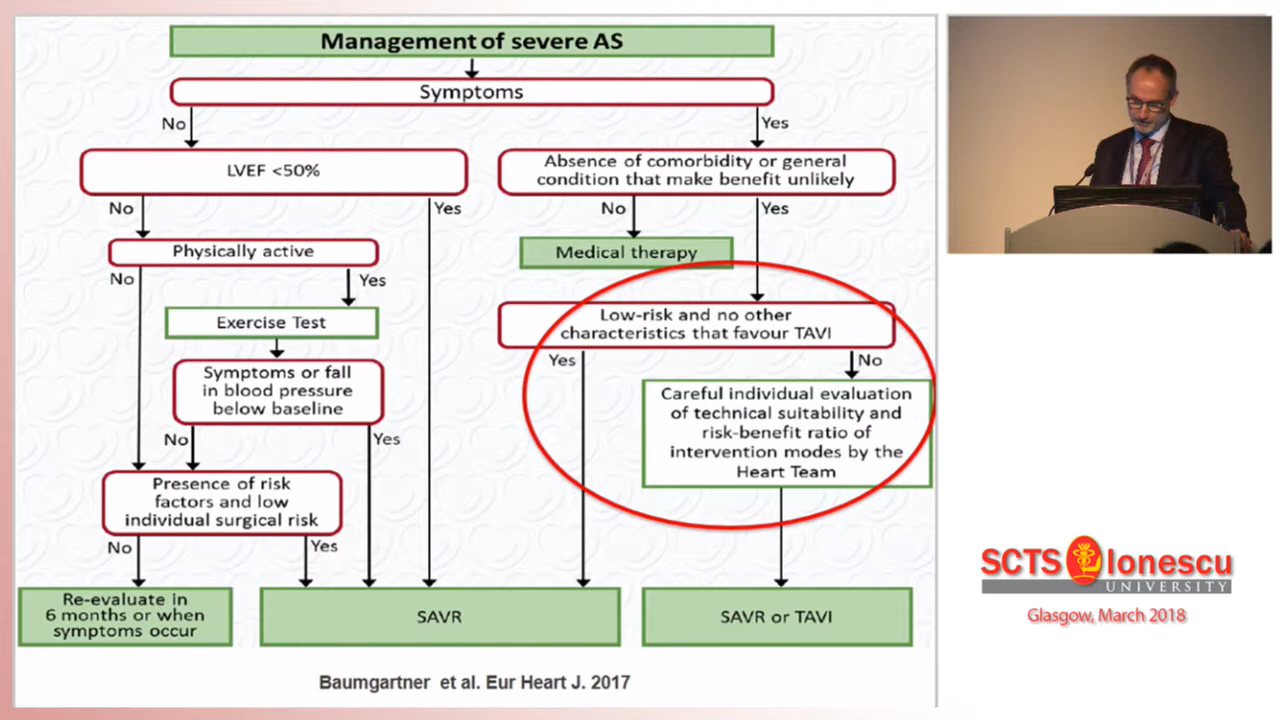 Management of severe AS
Symptoms
No
Yes
LVEF <50%
Absence of comorbidity or general
condition that make benefit unlikely
No
Yes
No
Yes
Physically active
Medical therapy
No
Yes
Exercise Test
Low-risk and no other
characteristics that favour TAVI
Yes
No
Symptoms or fall
in blood pressure
below baseline
Careful individual evaluation
of technical suitability and
risk-benefit ratio of
intervention modes by the
Heart Team
No
Yes
Presence of risk
factors and low
individual surgical risk
No
Yes
Re-evaluate in
6 months or when
symptoms occur
SAVR
SAVR or TAVI
Baumgartner et al. Eur Heart J. 2017
SCTS Ionescu
UNIVERSITY
Glasgow, March 2018